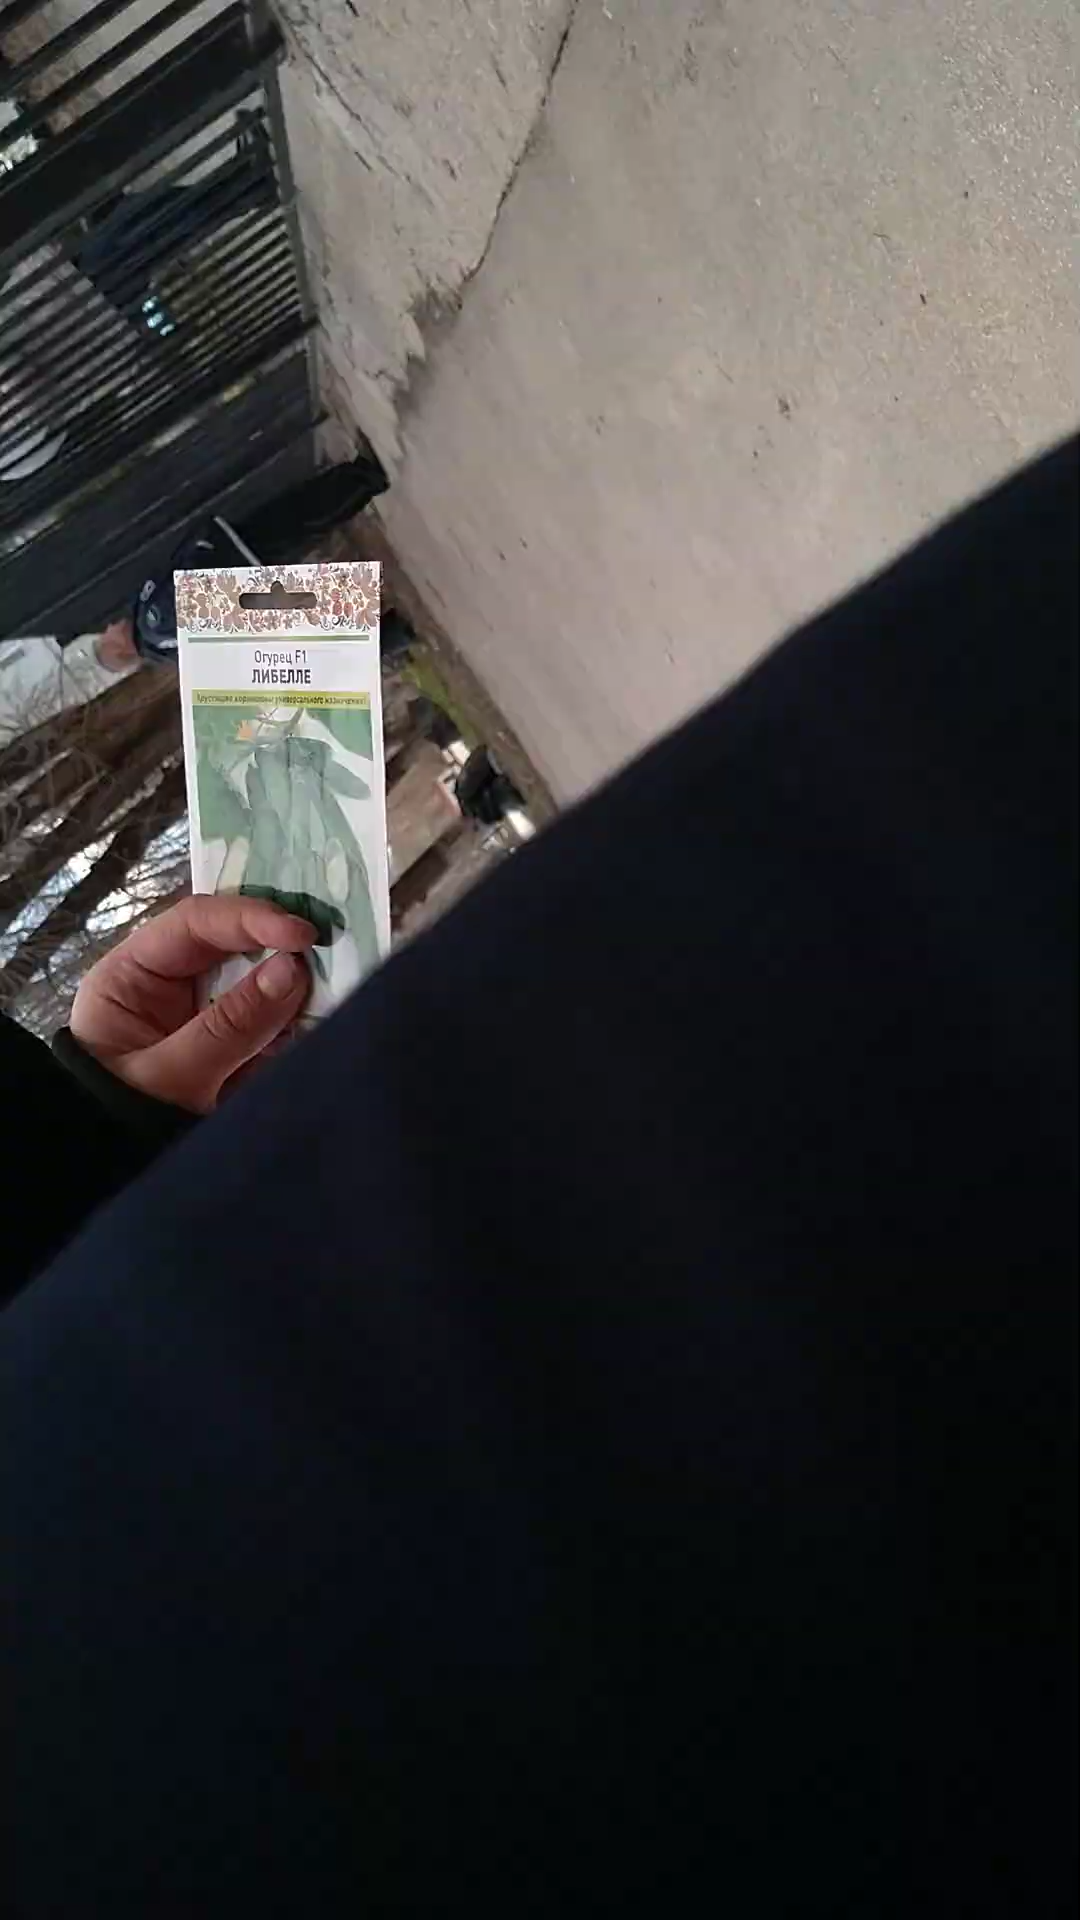 Огурец F1
ЛИБЕЛЛЕ
Хрустящие корнишоны универсального назначения!